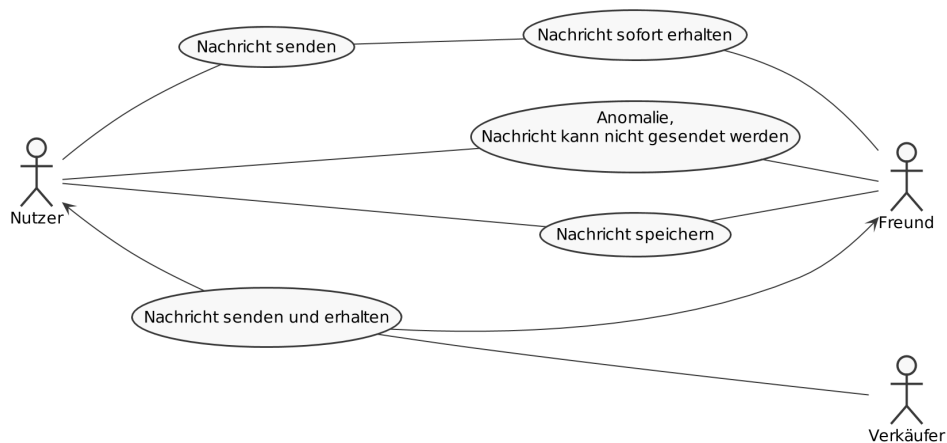 Nachricht senden
Nachricht sofort erhalten
Anomalie,
Nachricht kann nicht gesendet werden
Nutzer
Freund
Nachricht speichern
Nachricht senden und erhalten
Verkäufer